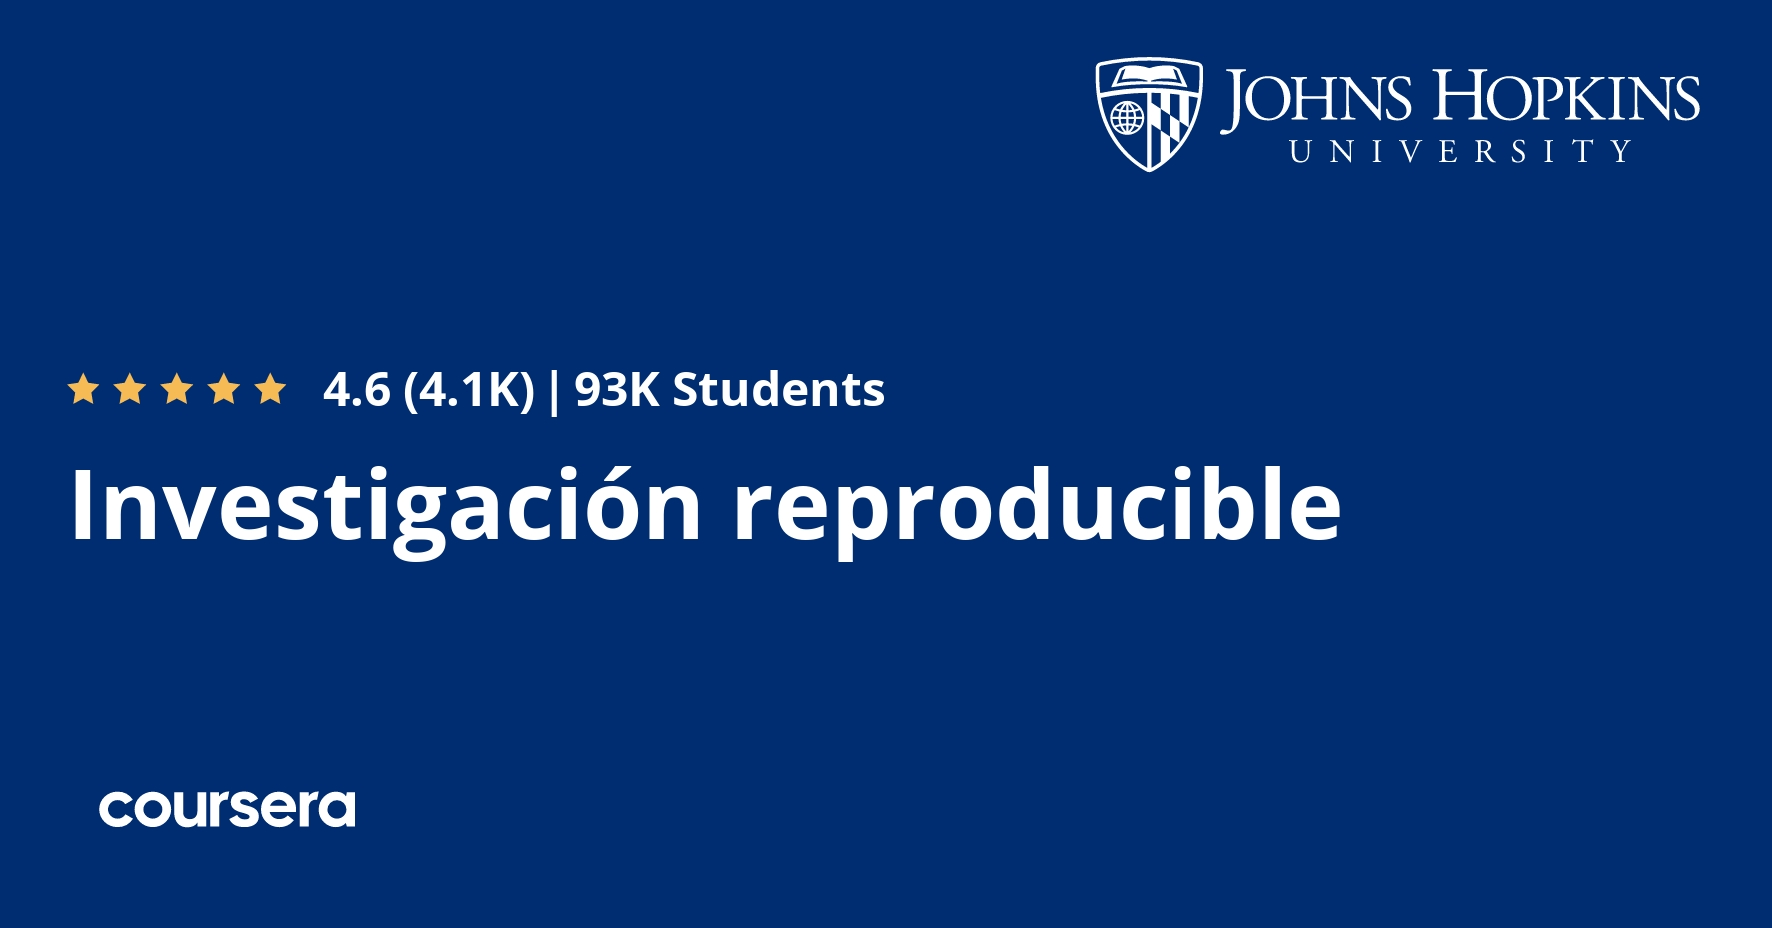 JOHNS HOPKINS
UNIVERSITY
4.6 (4.1K) | 93K Students
Investigación reproducible
coursera